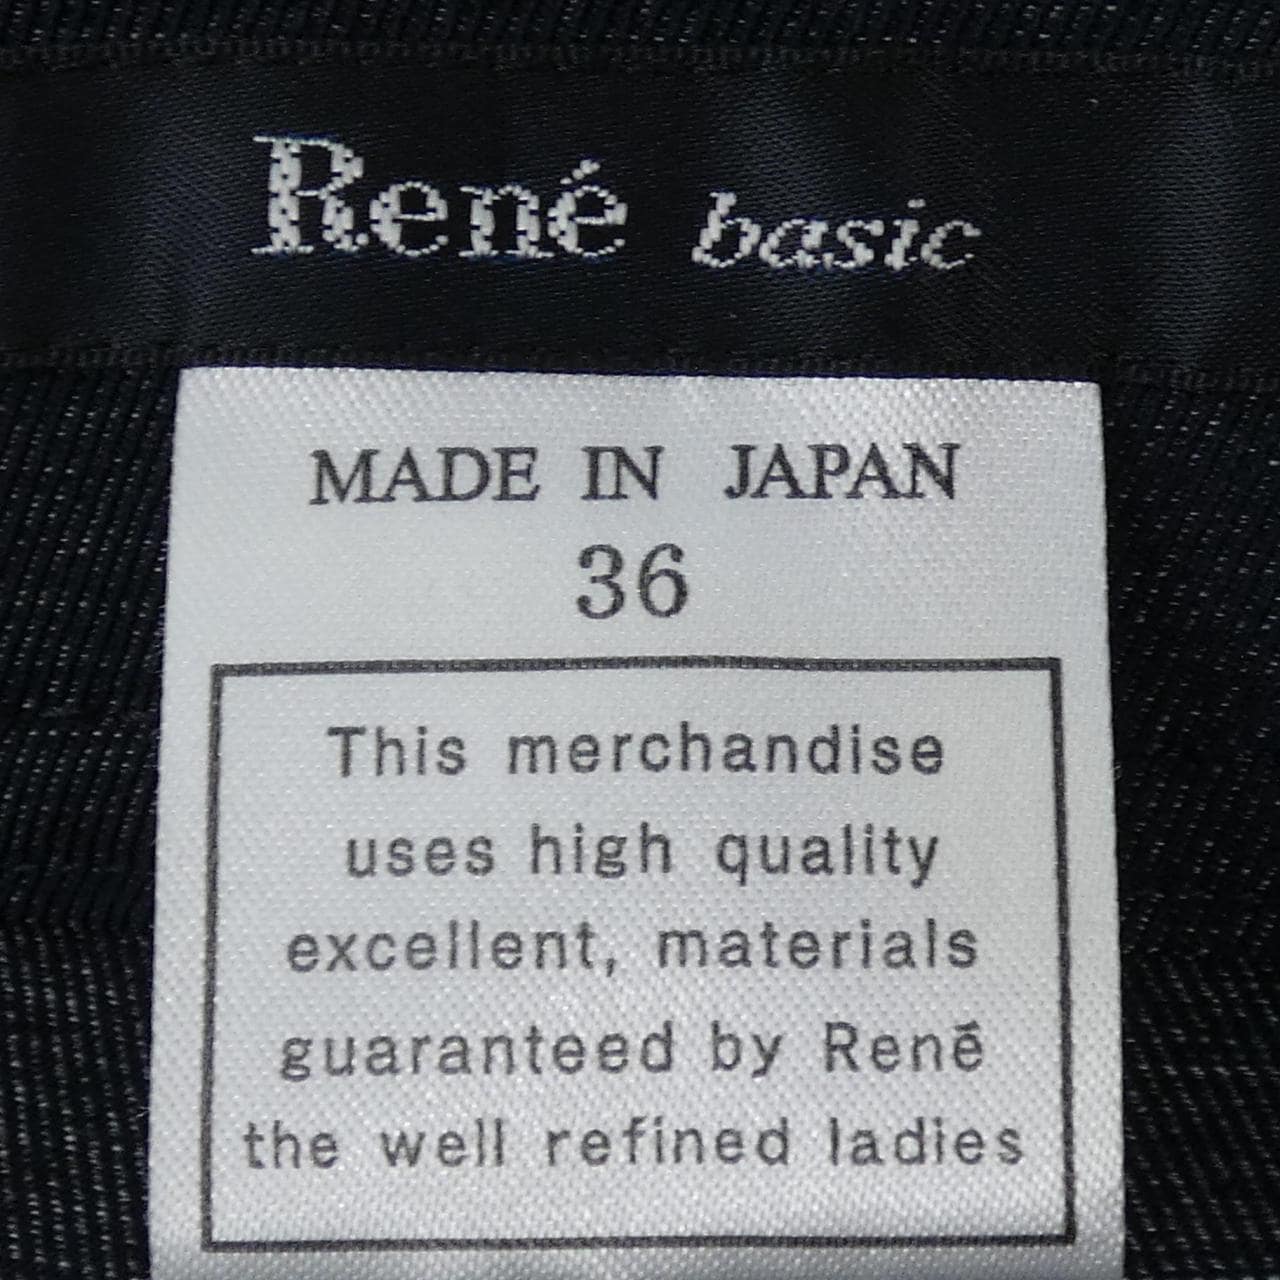 René basic
MADE IN JAPAN
36
This merchandise
uses high quality
excellent, materials
guaranteed by René
the well refined ladies